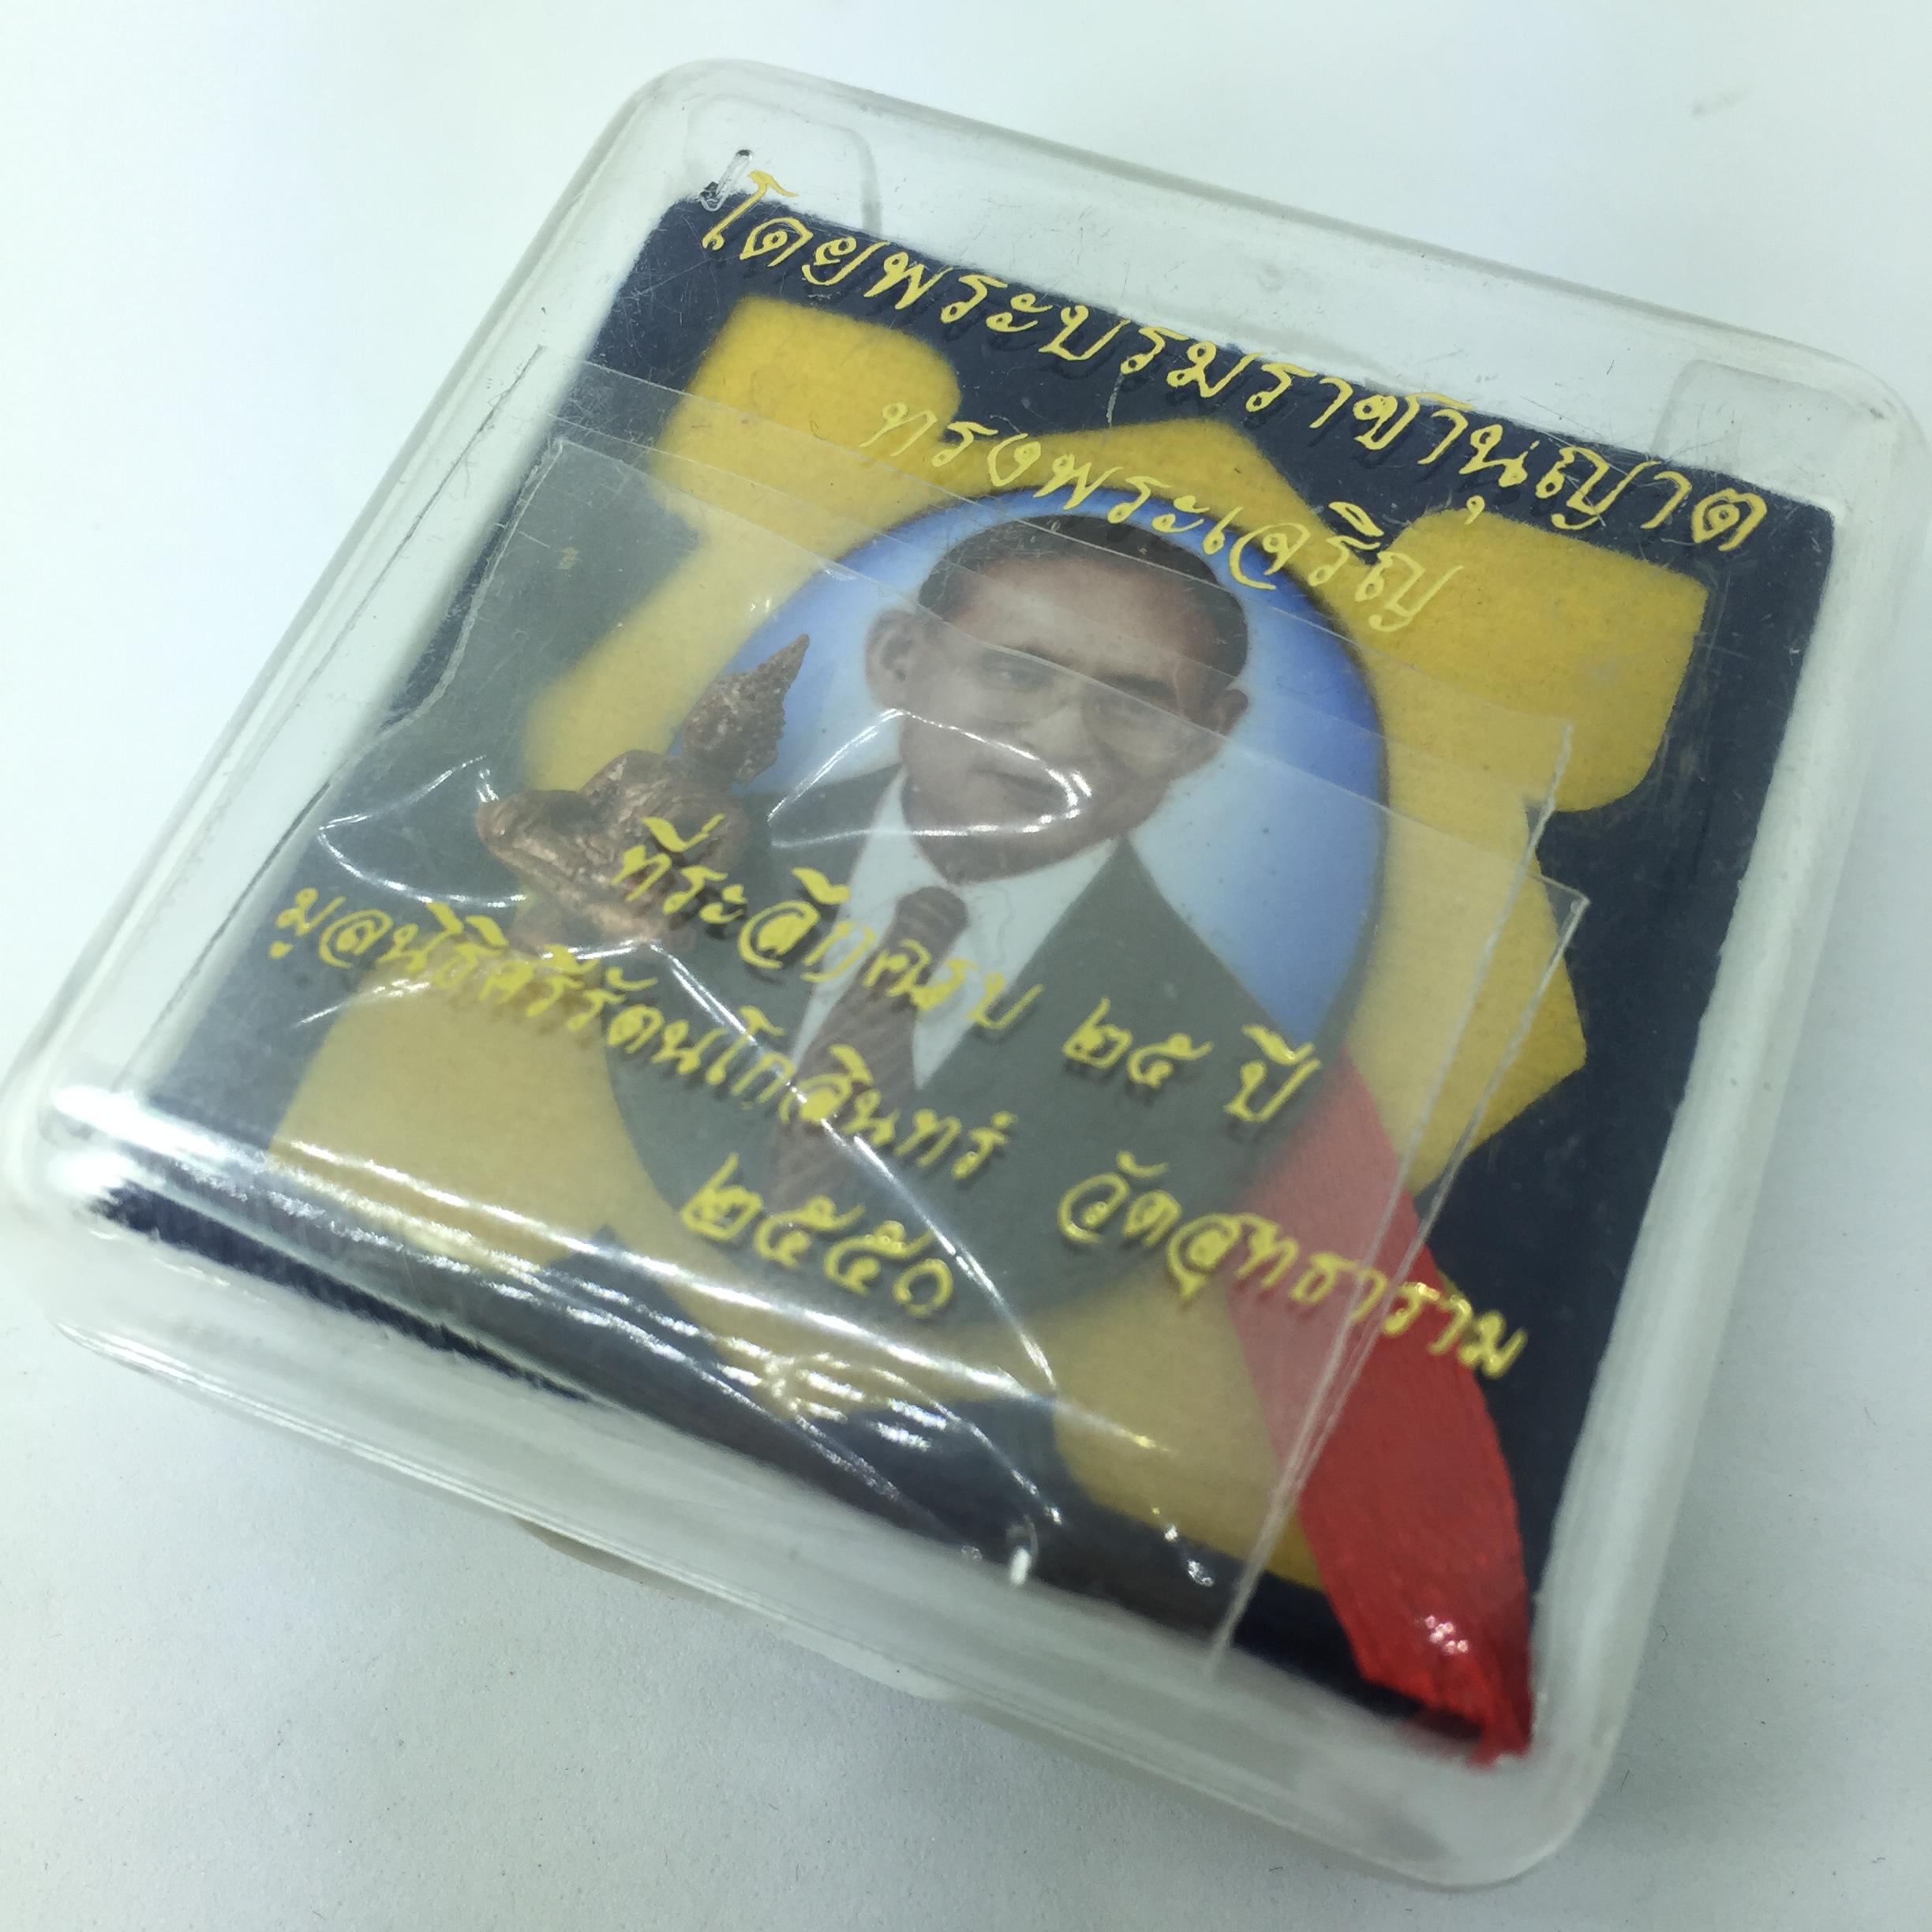 โดยพระบรมราชานุญาต
ทรงพระเจริญ
ที่ระลึกครบ ๒๕ ปี
มูลนิธิศรีรัตนโกสินทร์ วัดสุทธาราม
๒๕๕๐